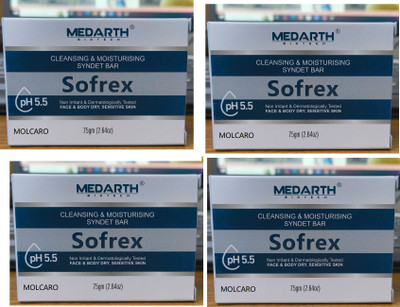 MEDARTH®
BIOTECH
CLEANSING & MOISTURISING
SYNDET BAR
Sofrex
pH 5.5
Non Irritant & Dermatologically Tested
FACE & BODY DRY, SENSITIVE SKIN
MOLCARO
75gm (2.64oz)
MEDARTH®
BIOTECH
CLEANSING & MOISTURISING
SYNDET BAR
Sofrex
pH 5.5
Non Irritant & Dermatologically Tested
FACE & BODY DRY, SENSITIVE SKIN
MOLCARO
75gm (2.64oz)
MEDARTH®
BIOTECH
CLEANSING & MOISTURISING
SYNDET BAR
Sofrex
pH 5.5
Non Irritant & Dermatologically Tested
FACE & BODY DRY, SENSITIVE SKIN
MOLCARO
75gm (2.64oz)
MEDARTH®
BIOTECH
CLEANSING & MOISTURISING
SYNDET BAR
Sofrex
pH 5.5
Non Irritant & Dermatologically Tested
FACE & BODY DRY, SENSITIVE SKIN
MOLCARO
75gm (2.64oz)